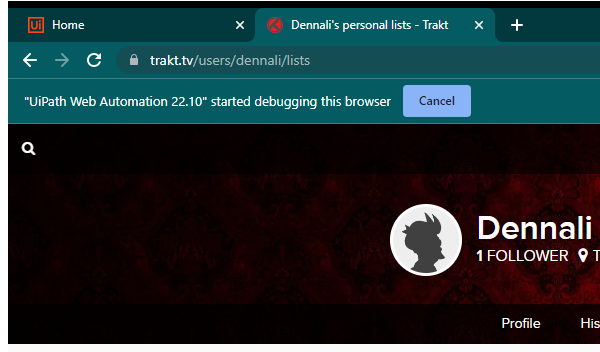 Ui Home
Dennali's personal lists - Trakt
trakt.tv/users/dennali/lists
"UiPath Web Automation 22.10" started debugging this browser
Cancel
Dennali
1 FOLLOWER T
Profile
His